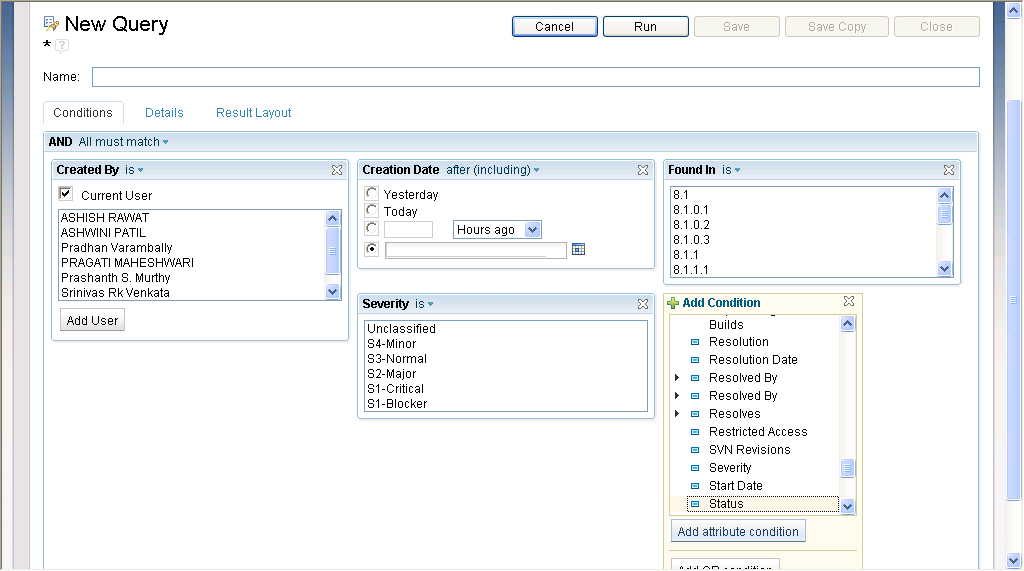 New Query
Cancel
Run
Save
Save Copy
Close
* ?
Name:
Conditions
Details
Result Layout
AND All must match
Created By is
Current User
ASHISH RAWAT
ASHWINI PATIL
Pradhan Varambally
PRAGATI MAHESHWARI
Prashanth S. Murthy
Srinivas Rk Venkata
Add User
Creation Date after (including)
Yesterday
Today
Hours ago
Found In is
8.1
8.1.0.1
8.1.0.2
8.1.0.3
8.1.1
8.1.1.1
Severity is
Unclassified
S4-Minor
S3-Normal
S2-Major
S1-Critical
S1-Blocker
Add Condition
Builds
Resolution
Resolution Date
Resolved By
Resolved By
Resolves
Restricted Access
SVN Revisions
Severity
Start Date
Status
Add attribute condition
Add OR condition